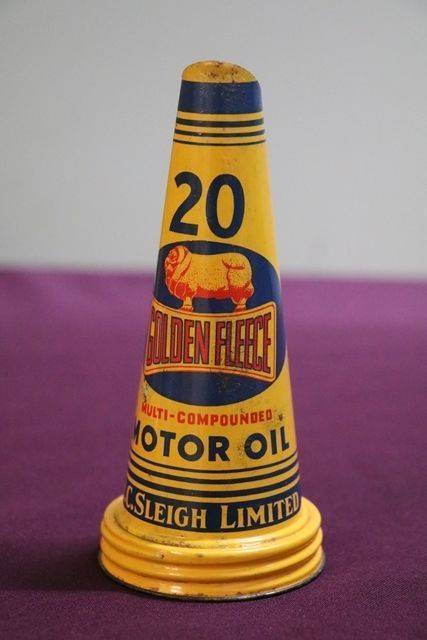 20
GOLDEN FLEECE
MULTI-COMPOUNDED
MOTOR OIL
C. SLEIGH LIMITED